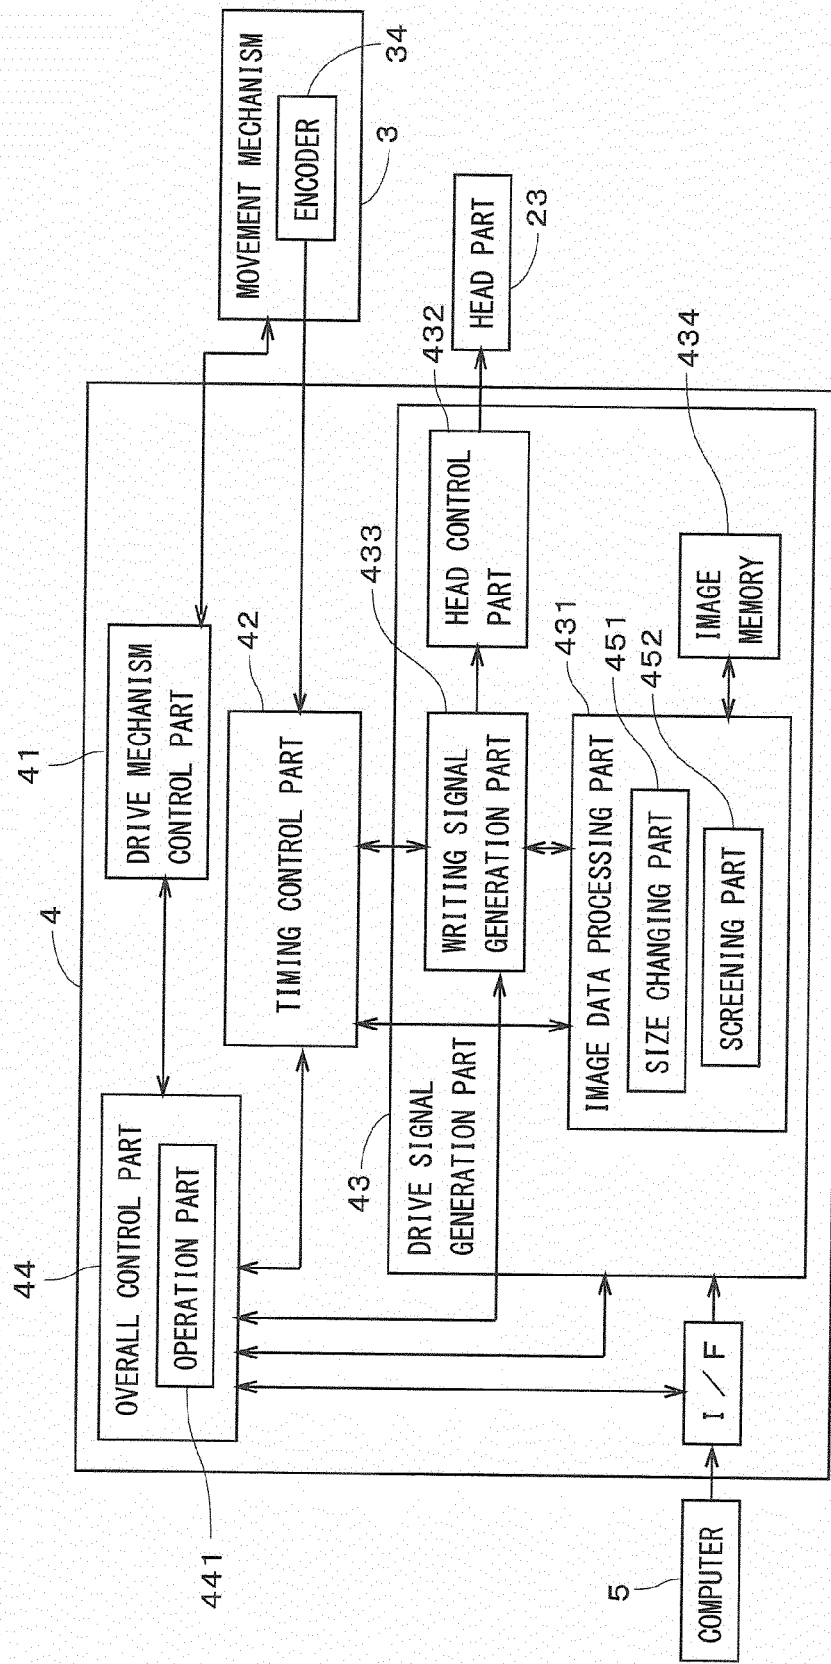 4
44
OVERALL CONTROL PART
OPERATION PART
441
41
DRIVE MECHANISM
CONTROL PART
MOVEMENT MECHANISM
ENCODER
34
3
42
TIMING CONTROL PART
43
DRIVE SIGNAL
GENERATION PART
433
WRITING SIGNAL
GENERATION PART
432
HEAD CONTROL
PART
HEAD PART
23
431
IMAGE DATA PROCESSING PART
451
SIZE CHANGING PART
452
SCREENING PART
434
IMAGE
MEMORY
I/F
5
COMPUTER